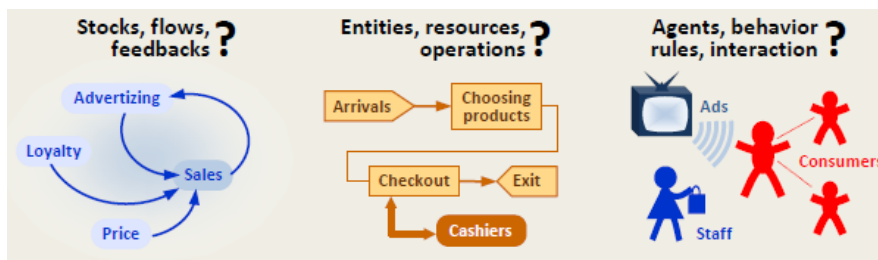 Stocks, flows,
feedbacks?
Advertizing
Loyalty
Sales
Price
Entities, resources,
operations?
Arrivals
Choosing
products
Checkout
Exit
Cashiers
Agents, behavior
rules, interaction?
Ads
Consumers
Staff